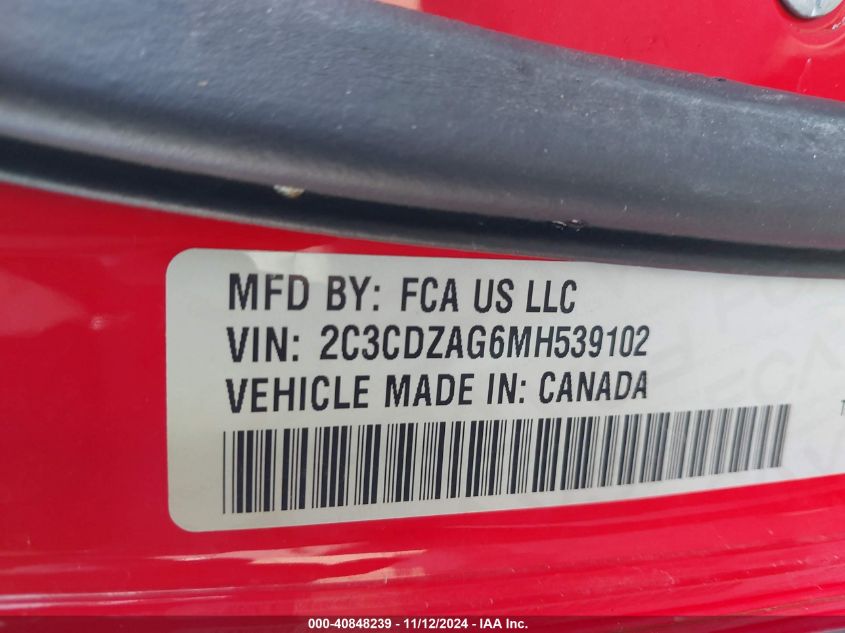 MFD BY: FCA US LLC
VIN: 2C3CDZAG6MH539102
VEHICLE MADE IN: CANADA
000-40848239 - 11/12/2024 - IAA Inc.